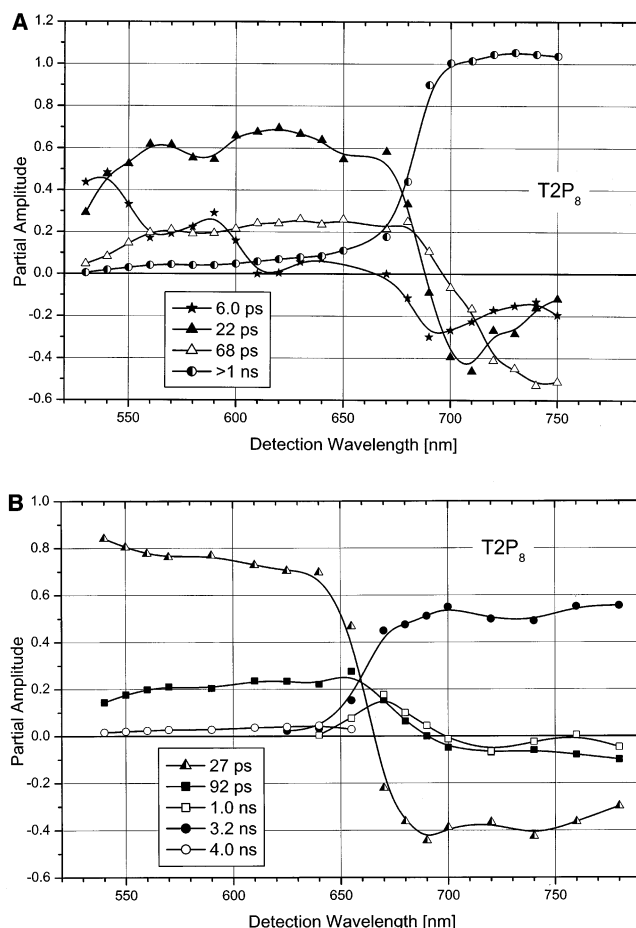 A
1.2
1.0
0.8
0.6
0.4
0.2
0.0
-0.2
-0.4
-0.6
Partial Amplitude
T2P8
6.0 ps
22 ps
68 ps
>1 ns
550 600 650 700 750
Detection Wavelength [nm]
B
1.0
0.8
0.6
0.4
0.2
0.0
-0.2
-0.4
-0.6
Partial Amplitude
T2P8
27 ps
92 ps
1.0 ns
3.2 ns
4.0 ns
550 600 650 700 750
Detection Wavelength [nm]